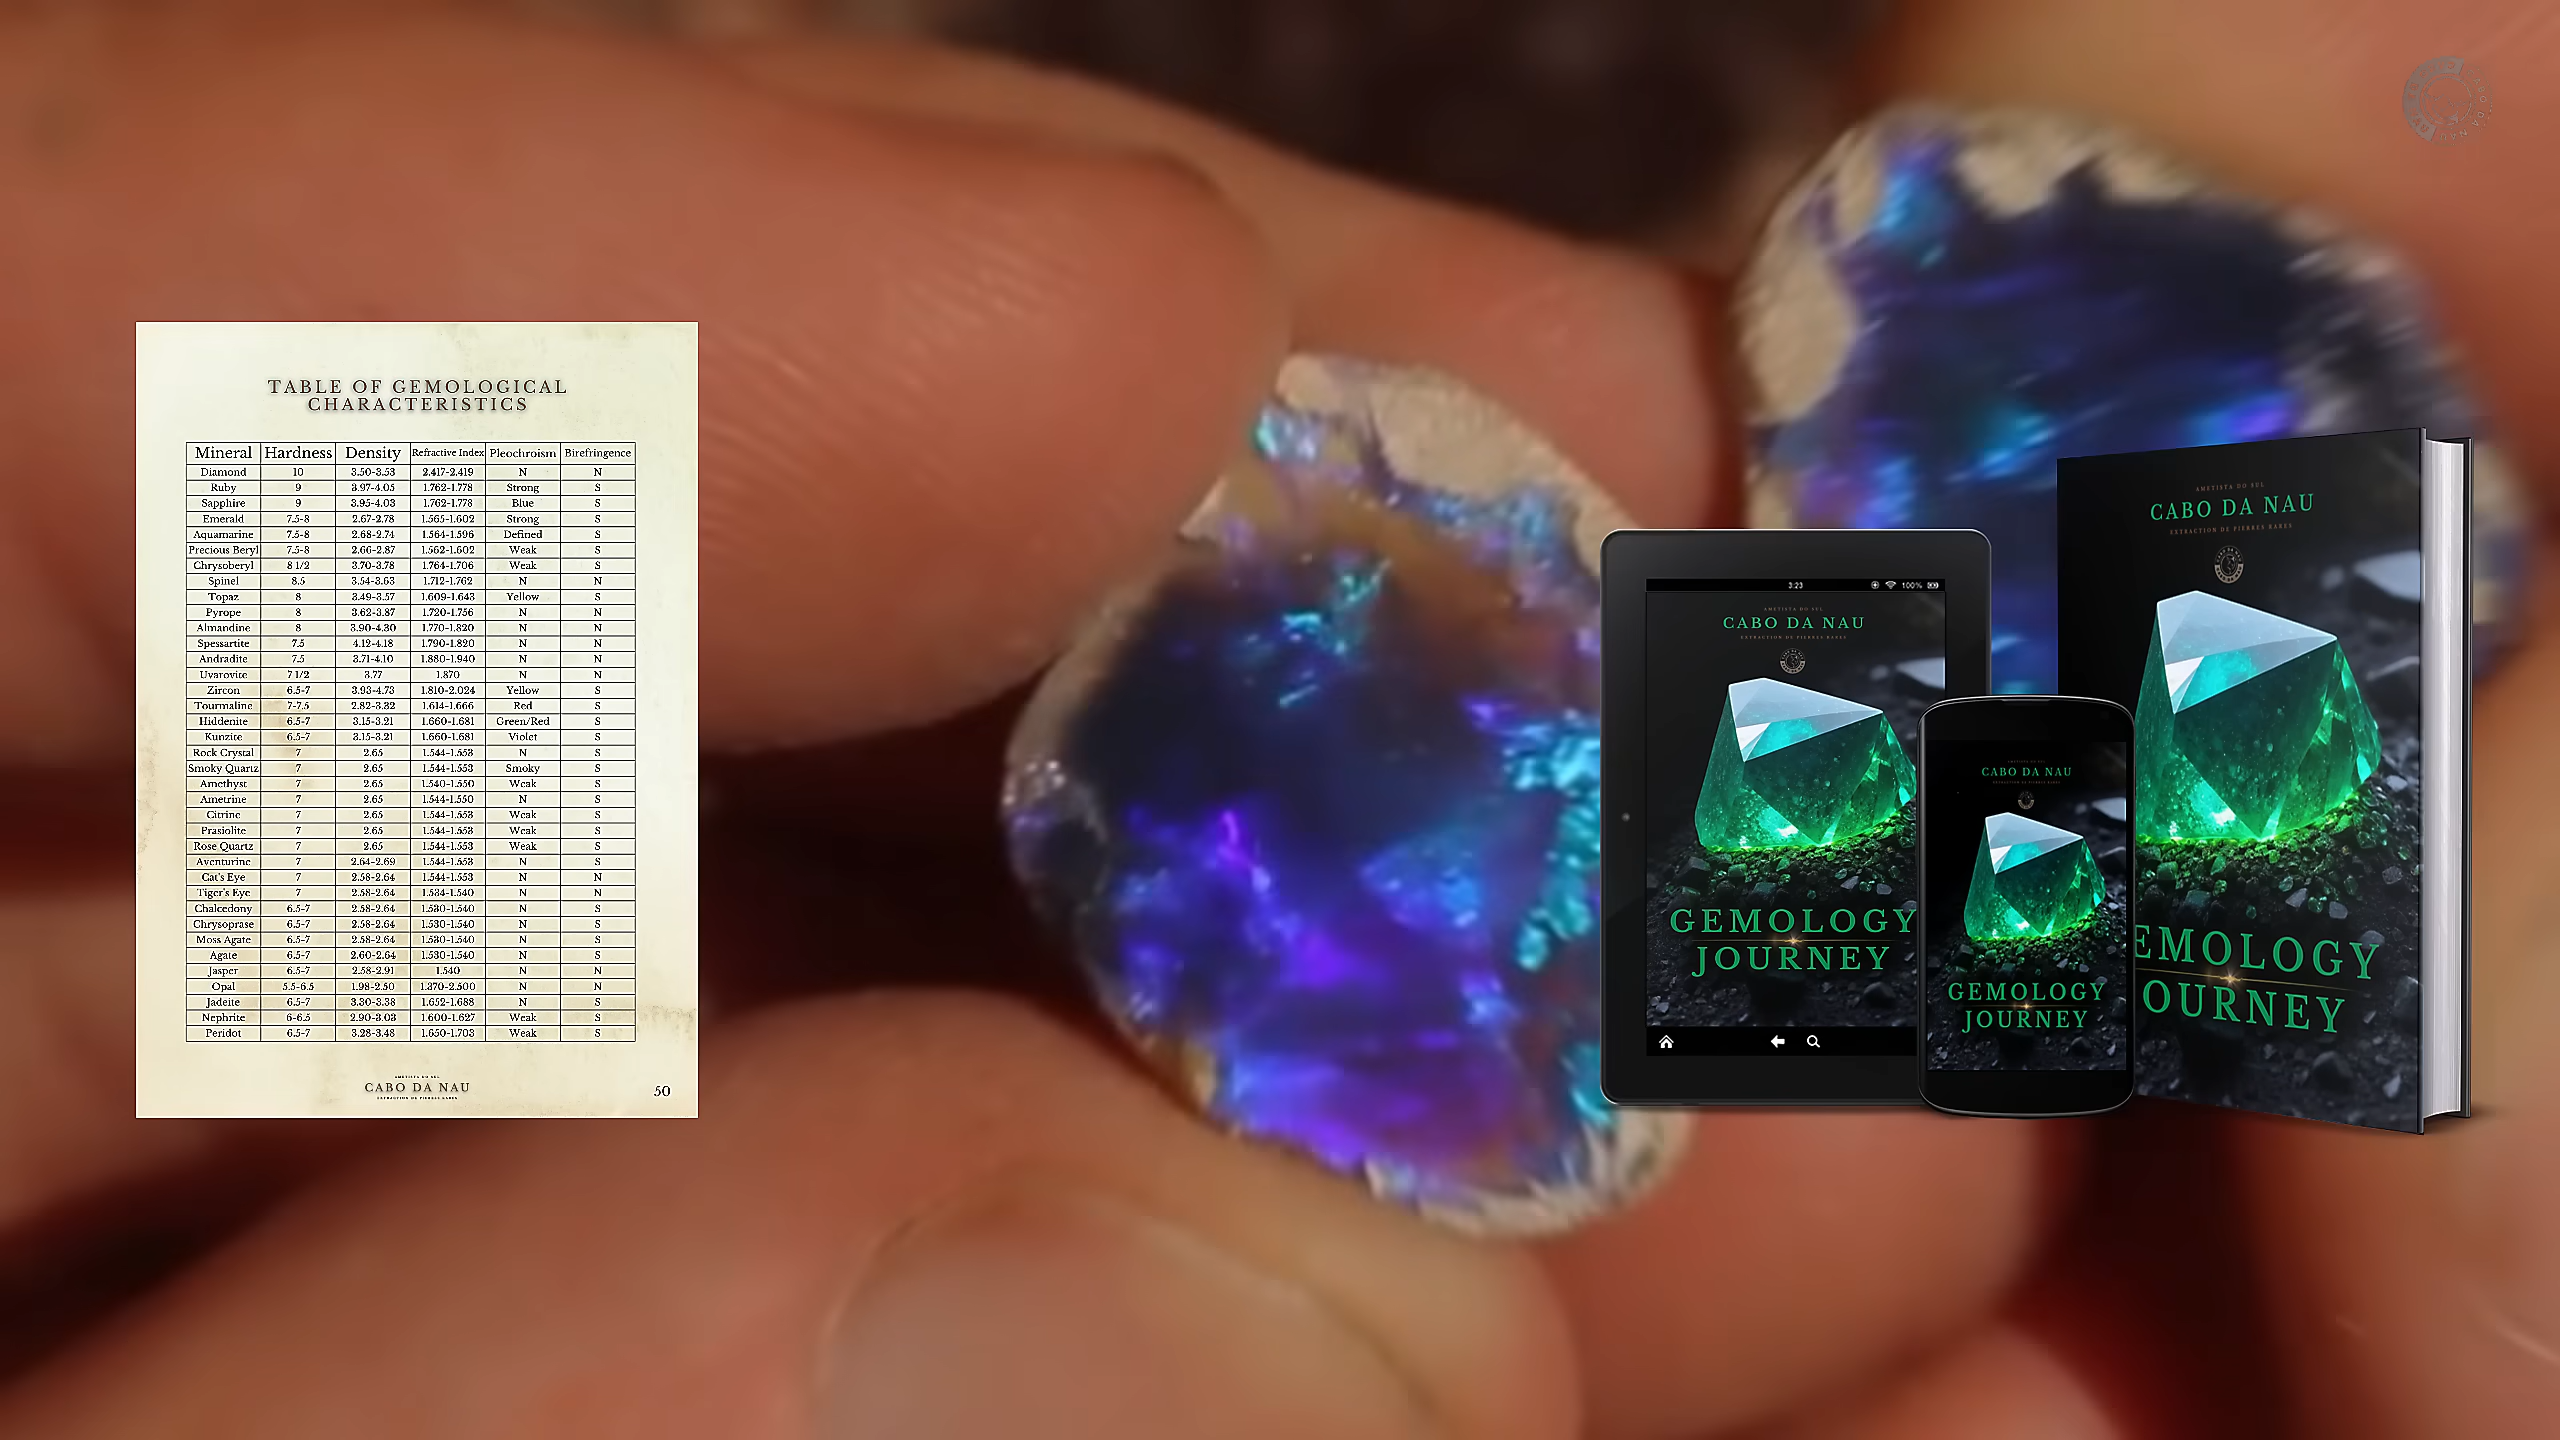 TABLE OF GEMOLOGICAL
CHARACTERISTICS
Mineral Hardness Density Refractive Index Pleochroism Birefringence
Diamond 10 3.50-3.53 2.417-2.419 N N
Ruby 9 3.97-4.05 1.762-1.778 Strong S
Sapphire 9 3.95-4.03 1.762-1.778 Blue S
Emerald 7.5-8 2.67-2.78 1.565-1.602 Strong S
Aquamarine 7.5-8 2.68-2.74 1.564-1.596 Defined S
Precious Beryl 7.5-8 2.66-2.87 1.562-1.602 Weak S
Chrysoberyl 8 1/2 3.70-3.78 1.764-1.706 Weak S
Spinel 8.5 3.54-3.63 1.712-1.762 N N
Topaz 8 3.49-3.57 1.609-1.643 Yellow S
Pyrope 8 3.62-3.87 1.720-1.756 N N
Almandine 8 3.90-4.30 1.770-1.820 N N
Spessartite 7.5 4.12-4.18 1.790-1.820 N N
Andradite 7.5 3.71-4.10 1.880-1.940 N N
Uvarovite 7 1/2 3.77 1.870 N N
Zircon 6.5-7 3.93-4.73 1.810-2.024 Yellow S
Tourmaline 7-7.5 2.82-3.32 1.614-1.666 Red S
Hiddenite 6.5-7 3.15-3.21 1.660-1.681 Green/Red S
Kunzite 6.5-7 3.15-3.21 1.660-1.681 Violet S
Rock Crystal 7 2.65 1.544-1.553 N S
Smoky Quartz 7 2.65 1.544-1.553 Smoky S
Amethyst 7 2.65 1.540-1.550 Weak S
Ametrine 7 2.65 1.544-1.550 N S
Citrine 7 2.65 1.544-1.553 Weak S
Prasiolite 7 2.65 1.544-1.553 Weak S
Rose Quartz 7 2.65 1.544-1.553 Weak S
Aventurine 7 2.64-2.69 1.544-1.553 N S
Cat's Eye 7 2.58-2.64 1.544-1.553 N N
Tiger's Eye 7 2.58-2.64 1.534-1.540 N N
Chalcedony 6.5-7 2.58-2.64 1.530-1.540 N S
Chrysoprase 6.5-7 2.58-2.64 1.530-1.540 N S
Moss Agate 6.5-7 2.58-2.64 1.530-1.540 N S
Agate 6.5-7 2.60-2.64 1.530-1.540 N S
Jasper 6.5-7 2.58-2.91 1.540 N N
Opal 5.5-6.5 1.98-2.50 1.370-2.500 N N
Jadeite 6.5-7 3.30-3.38 1.652-1.688 N S
Nephrite 6-6.5 2.90-3.03 1.600-1.627 Weak S
Peridot 6.5-7 3.28-3.48 1.650-1.703 Weak S
AMETISTA DO SUL
CABO DA NAU
EXTRACTION DE PIERRES RARES
50
3:23 100%
AMETISTA DO SUL
CABO DA NAU
EXTRACTION DE PIERRES RARES
GEMOLOGY
JOURNEY
CABO DA NAU
GEMOLOGY
JOURNEY
AMETISTA DO SUL
CABO DA NAU
EXTRACTION DE PIERRES RARES
EMOLOGY
OURNEY